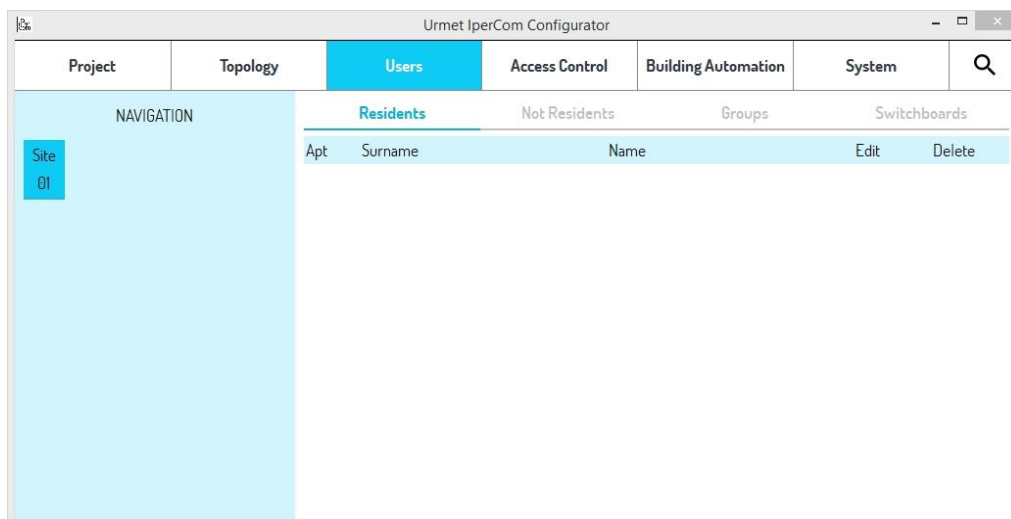 Urmet IperCom Configurator
Project Topology Users Access Control Building Automation System
NAVIGATION
Residents Not Residents Groups Switchboards
Site
01
Apt Surname Name Edit Delete